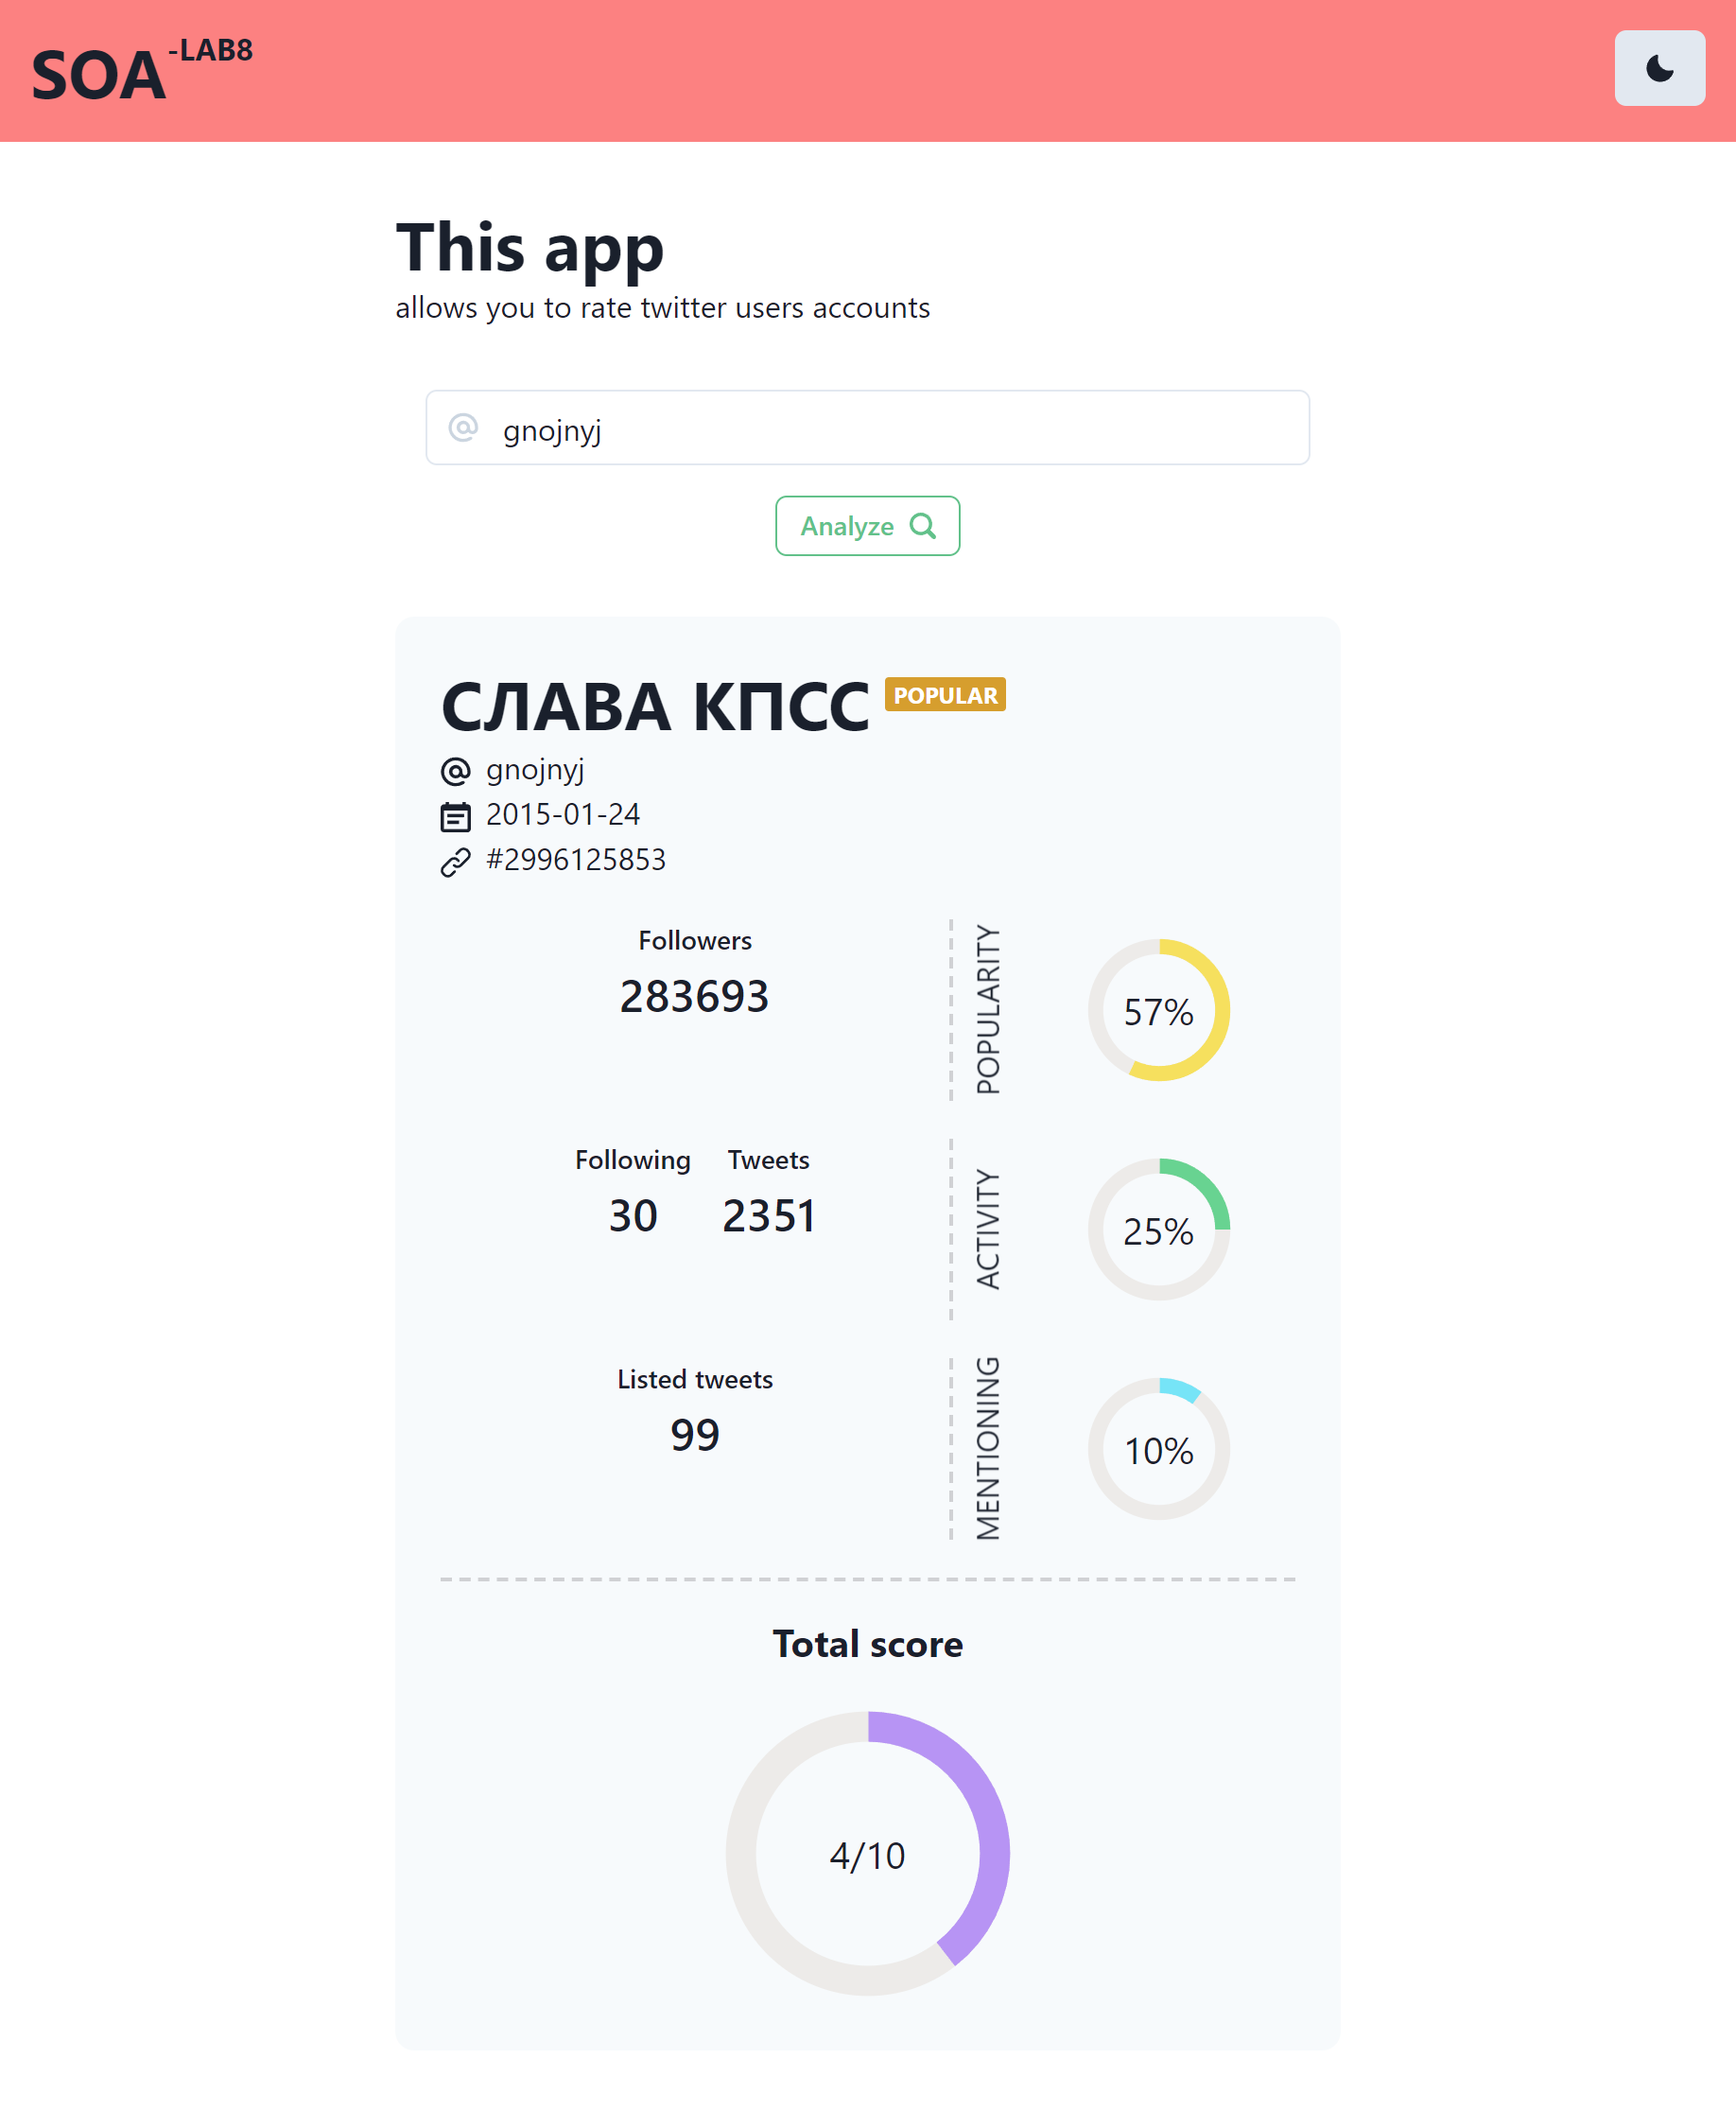 SOA-LAB8
This app
allows you to rate twitter users accounts
gnojnyj
Analyze
СЛАВА КПСС POPULAR
gnojnyj
2015-01-24
#2996125853
Followers
283693
POPULARITY
57%
Following Tweets
30 2351
ACTIVITY
25%
Listed tweets
99
MENTIONING
10%
Total score
4/10